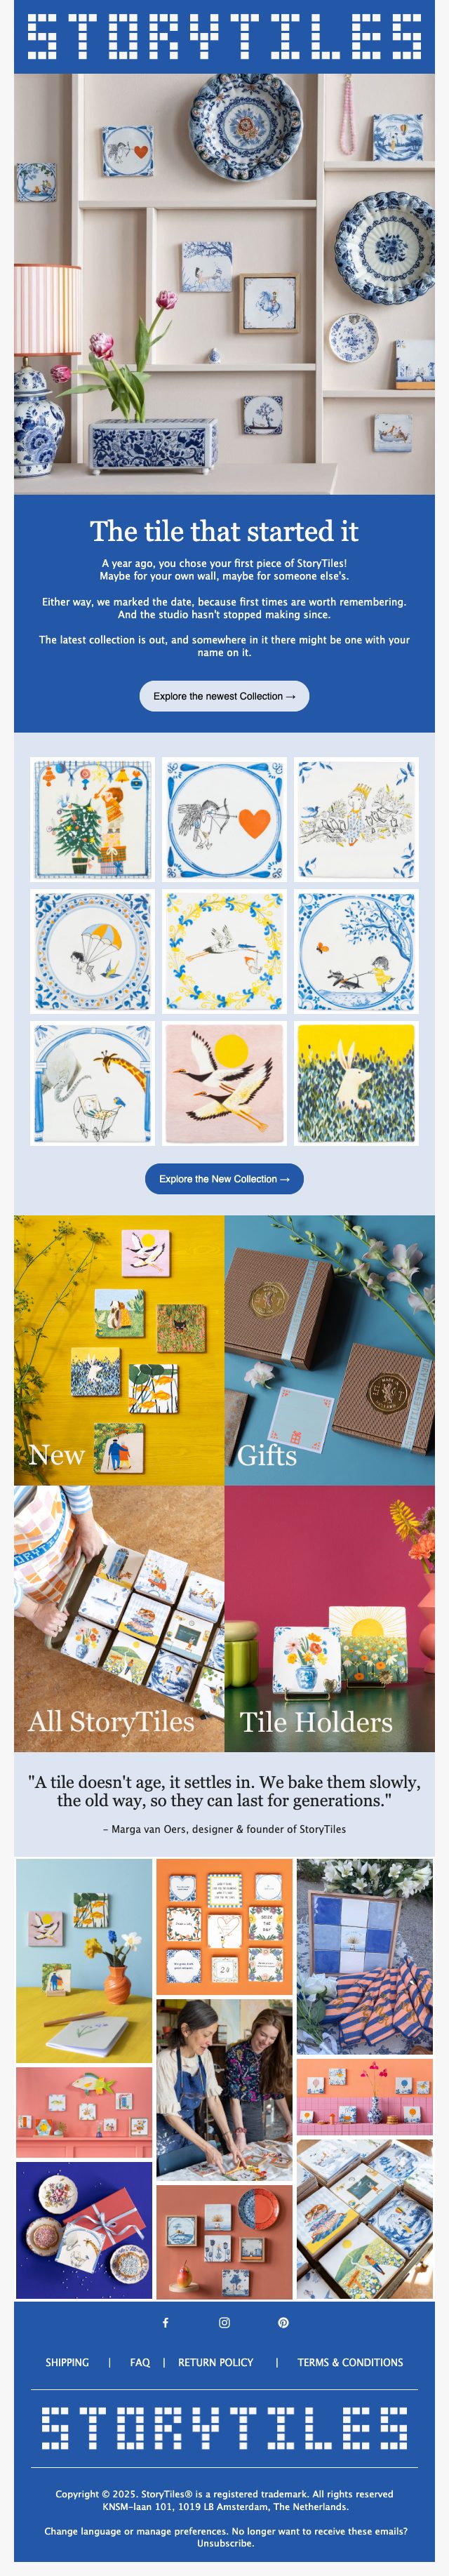 STORYTILES
The tile that started it
A year ago, you chose your first piece of StoryTiles!
Maybe for your own wall, maybe for someone else's.
Either way, we marked the date, because first times are worth remembering.
And the studio hasn't stopped making since.
The latest collection is out, and somewhere in it there might be one with your
name on it.
Explore the newest Collection →
Explore the New Collection →
New
Gifts
All StoryTiles
Tile Holders
"A tile doesn't age, it settles in. We bake them slowly,
the old way, so they can last for generations."
– Marga van Oers, designer & founder of StoryTiles
SHIPPING | FAQ | RETURN POLICY | TERMS & CONDITIONS
STORYTILES
Copyright © 2025. StoryTiles® is a registered trademark. All rights reserved
KNSM-laan 101, 1019 LB Amsterdam, The Netherlands.
Change language or manage preferences. No longer want to receive these emails?
Unsubscribe.